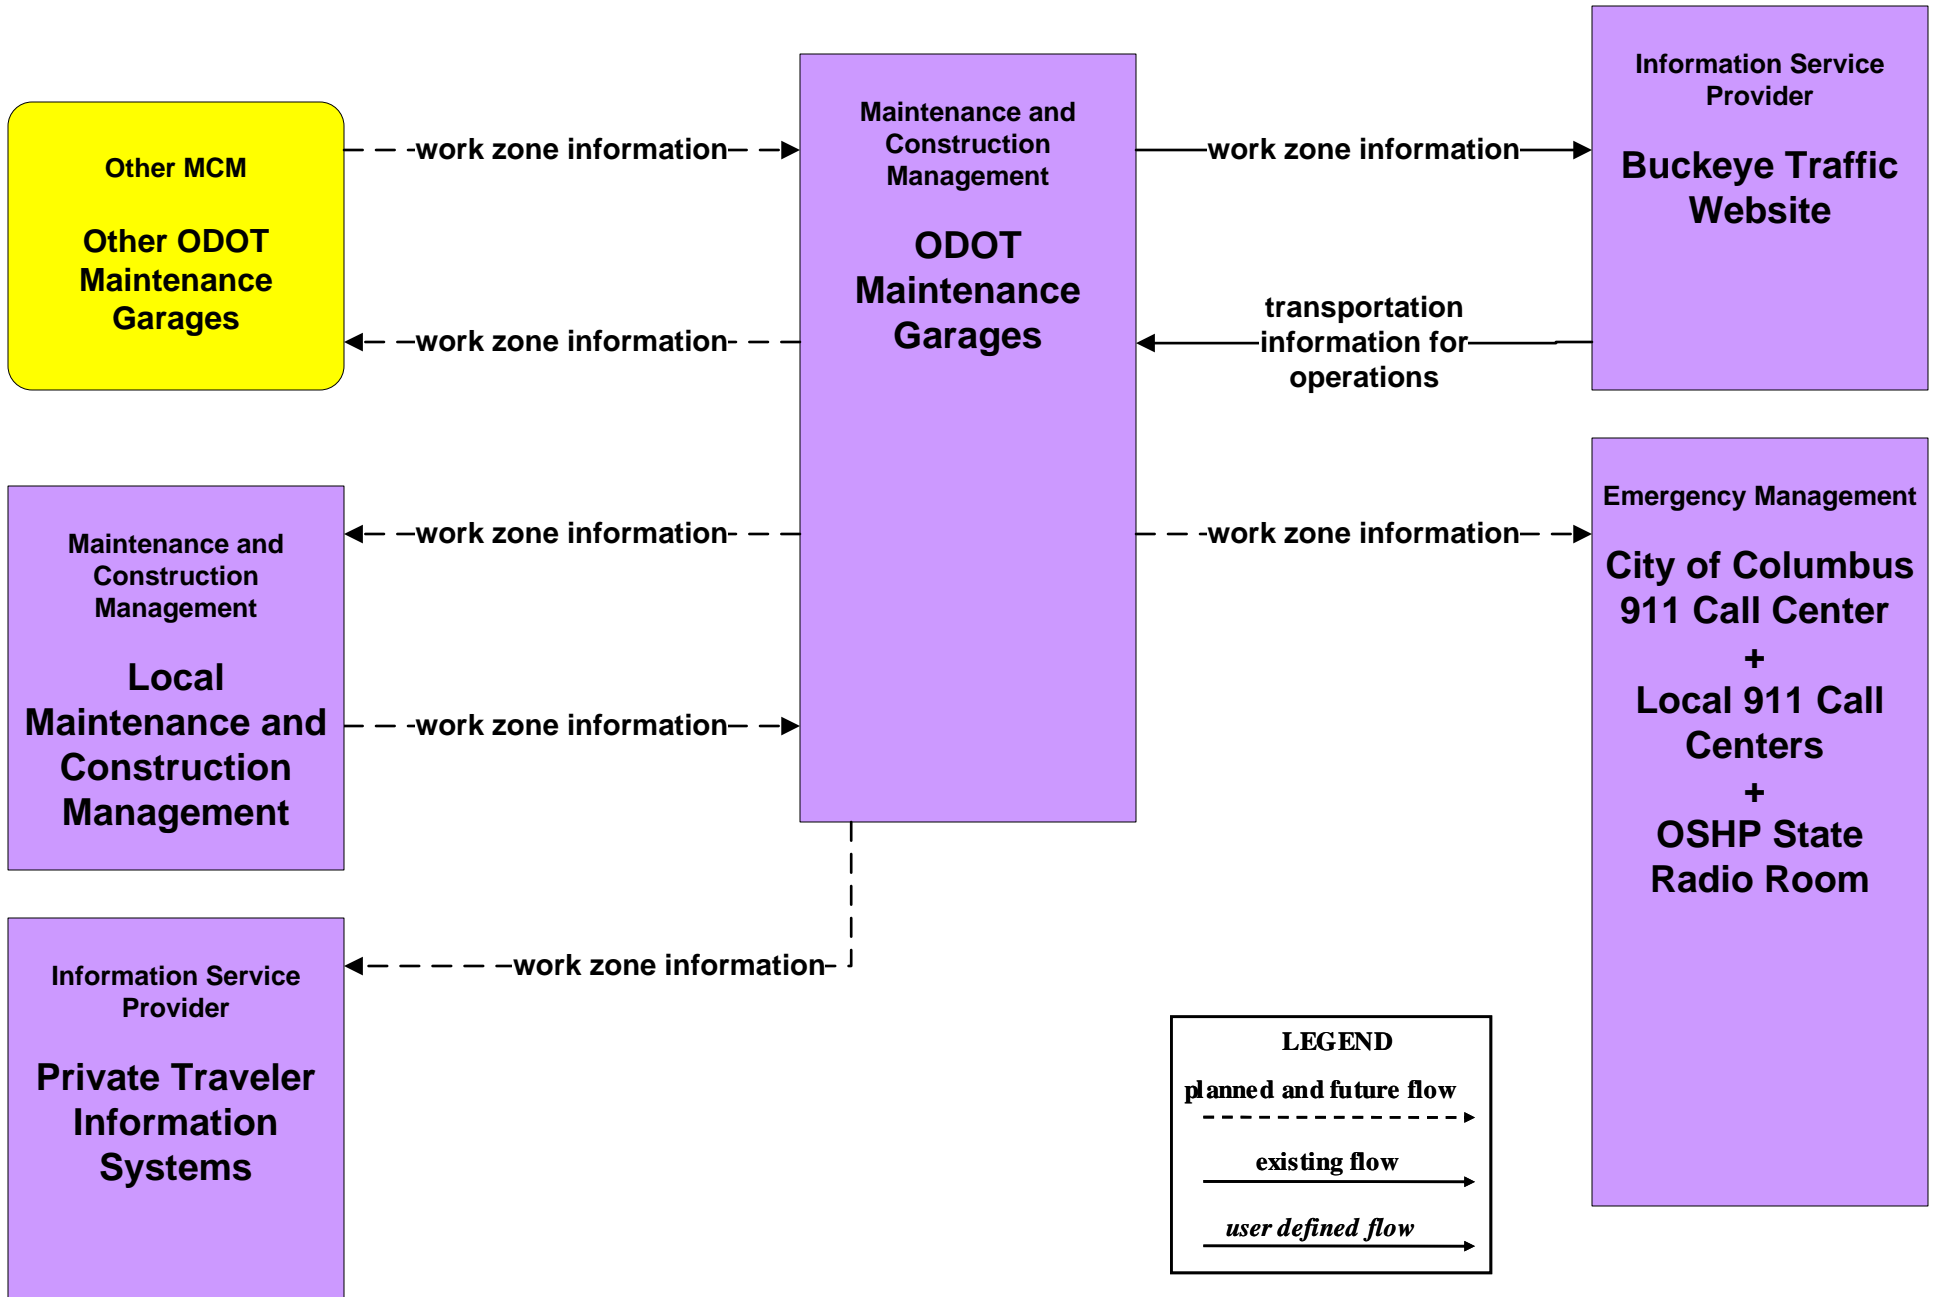 Other MCM
Other ODOT
Maintenance
Garages
work zone information
work zone information
Maintenance and
Construction
Management
ODOT
Maintenance
Garages
work zone information
transportation
information for
operations
Information Service
Provider
Buckeye Traffic
Website
Maintenance and
Construction
Management
Local
Maintenance and
Construction
Management
work zone information
work zone information
work zone information
Emergency Management
City of Columbus
911 Call Center
+
Local 911 Call
Centers
+
OSHP State
Radio Room
Information Service
Provider
Private Traveler
Information
Systems
work zone information
LEGEND
planned and future flow
existing flow
user defined flow